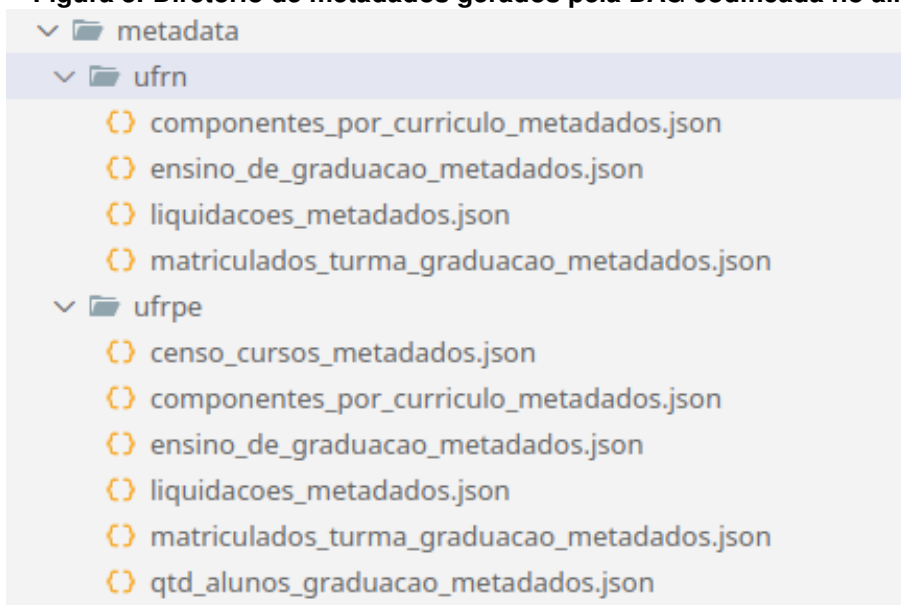 metadata
ufrn
componentes_por_curriculo_metadados.json
ensino_de_graduacao_metadados.json
liquidacoes_metadados.json
matriculados_turma_graduacao_metadados.json
ufrpe
censo_cursos_metadados.json
componentes_por_curriculo_metadados.json
ensino_de_graduacao_metadados.json
liquidacoes_metadados.json
matriculados_turma_graduacao_metadados.json
qtd_alunos_graduacao_metadados.json